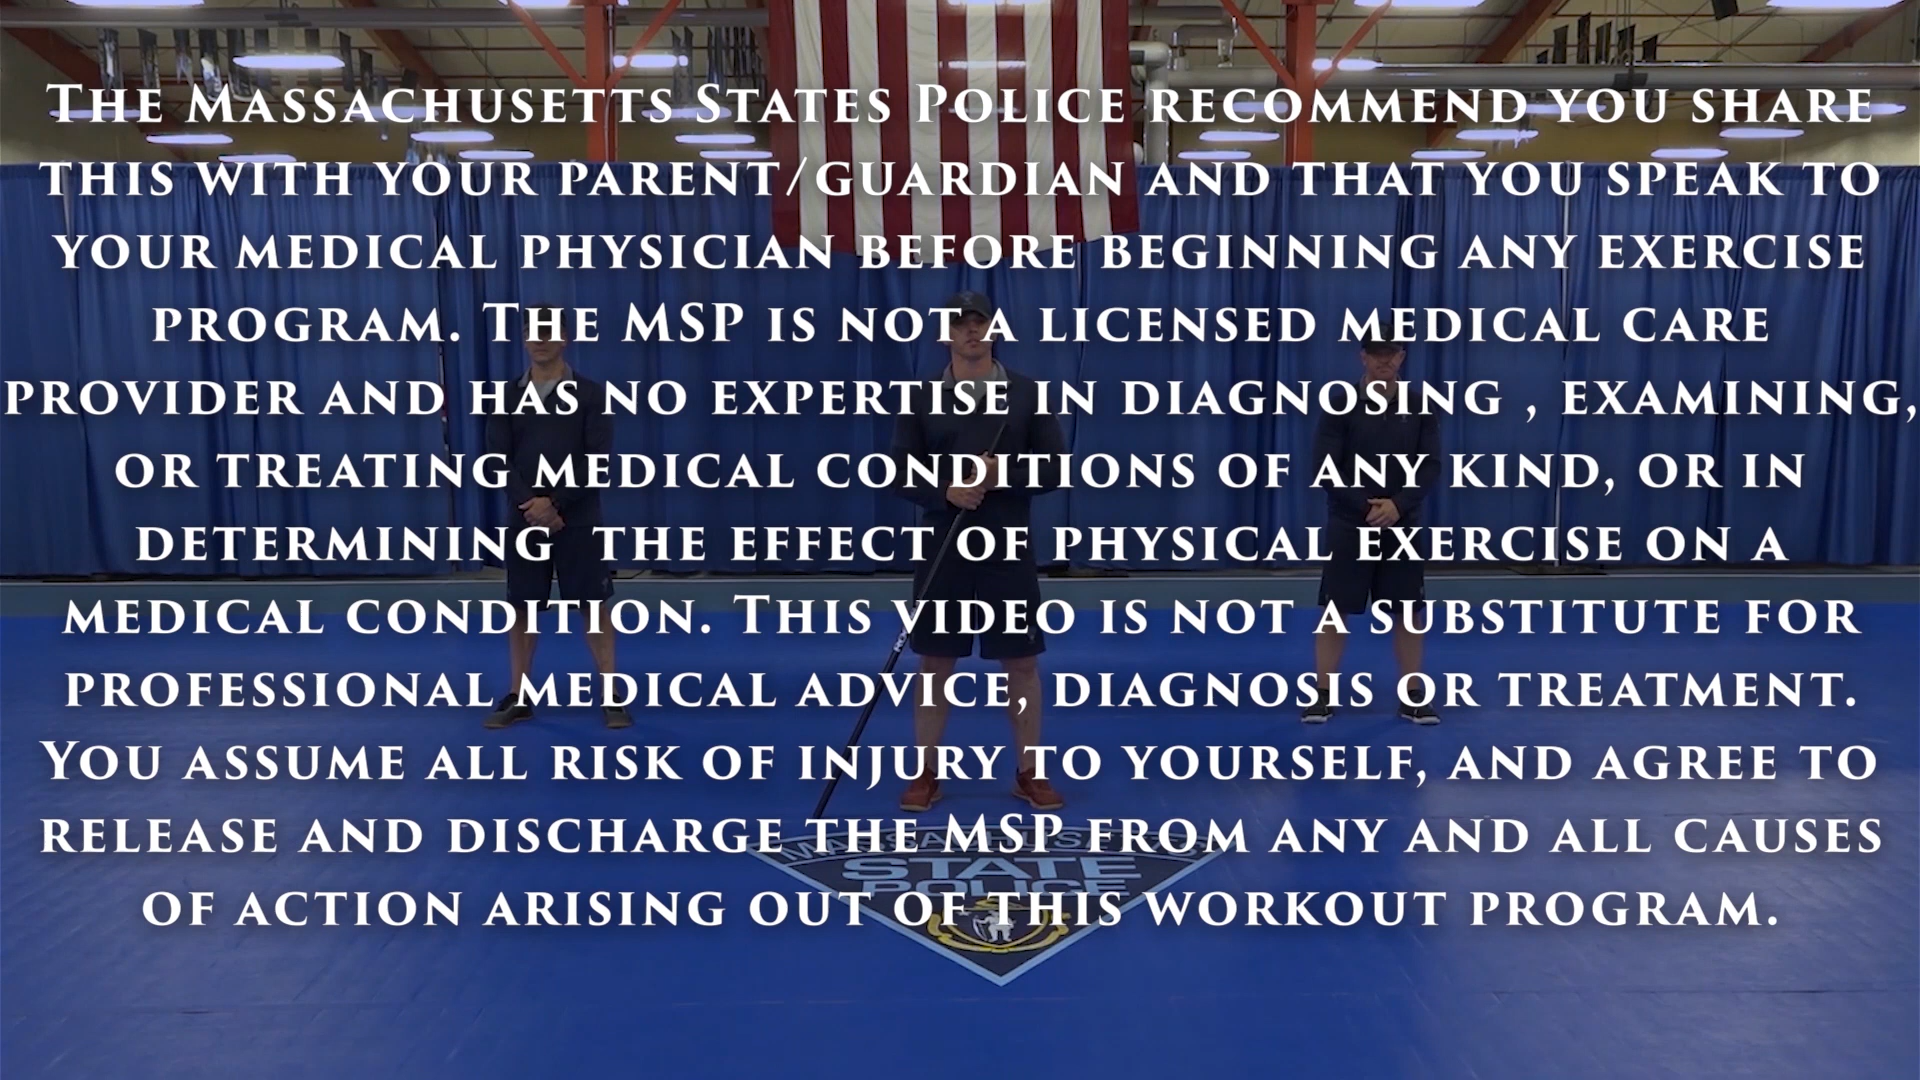 The Massachusetts States Police recommend you share
this with your parent/guardian and that you speak to
your medical physician before beginning any exercise
program. The MSP is not a licensed medical care
provider and has no expertise in diagnosing , examining,
or treating medical conditions of any kind, or in
determining  the effect of physical exercise on a
medical condition. This video is not a substitute for
professional medical advice, diagnosis or treatment.
You assume all risk of injury to yourself, and agree to
release and discharge the MSP from any and all causes
of action arising out of this workout program.
MASSACHUSETTS
STATE
POLICE